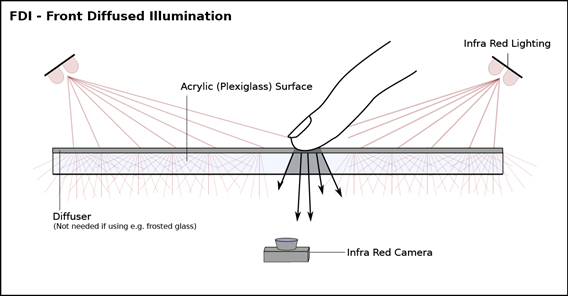 FDI - Front Diffused Illumination
Infra Red Lighting
Acrylic (Plexiglass) Surface
Diffuser
(Not needed if using e.g. frosted glass)
Infra Red Camera